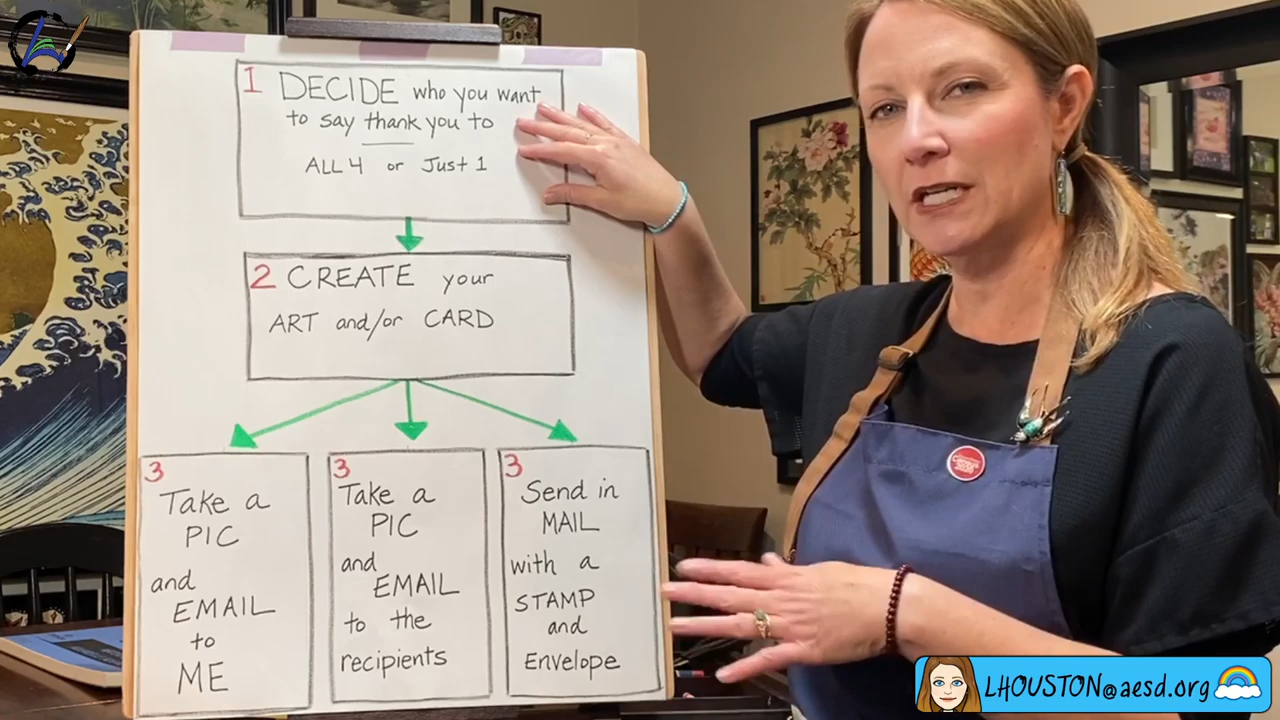 1 DECIDE who you want
to say thank you to
ALL 4 or Just 1
2 CREATE your
ART and/or CARD
3
Take a
PIC
and
EMAIL
to
ME
3
Take a
PIC
and
EMAIL
to the
recipients
3
Send in
MAIL
with a
STAMP
and
Envelope
LHOUSTON@aesd.org